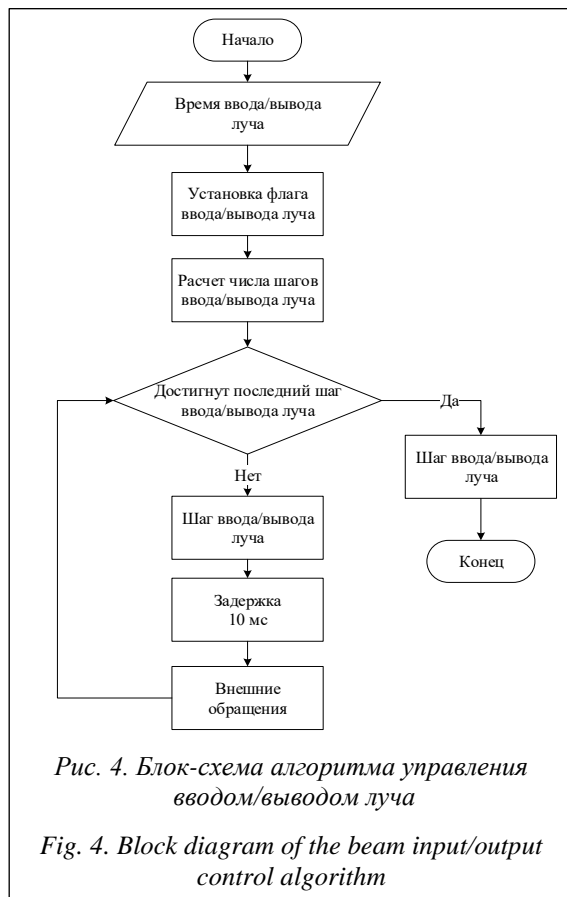 Начало
Время ввода/вывода
луча
Установка флага
ввода/вывода луча
Расчет числа шагов
ввода/вывода луча
Достигнут последний шаг
ввода/вывода луча
Да
Нет
Шаг ввода/вывода
луча
Шаг ввода/вывода
луча
Конец
Задержка
10 мс
Внешние
обращения
Рис. 4. Блок-схема алгоритма управления
вводом/выводом луча
Fig. 4. Block diagram of the beam input/output
control algorithm